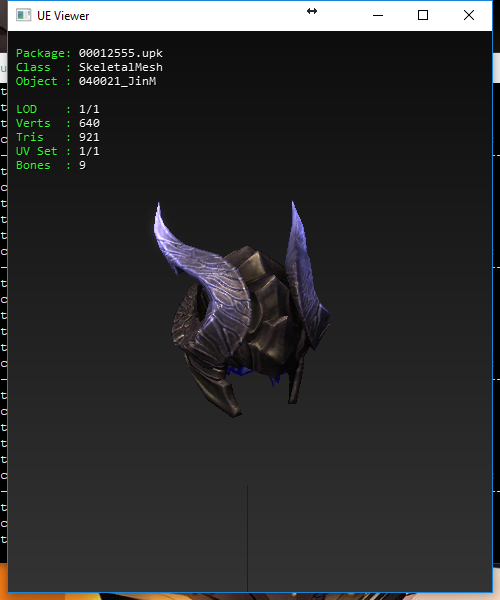 UE Viewer
Package: 00012555.upk
Class : SkeletalMesh
Object : 040021_JinM
LOD : 1/1
Verts : 640
Tris : 921
UV Set : 1/1
Bones : 9